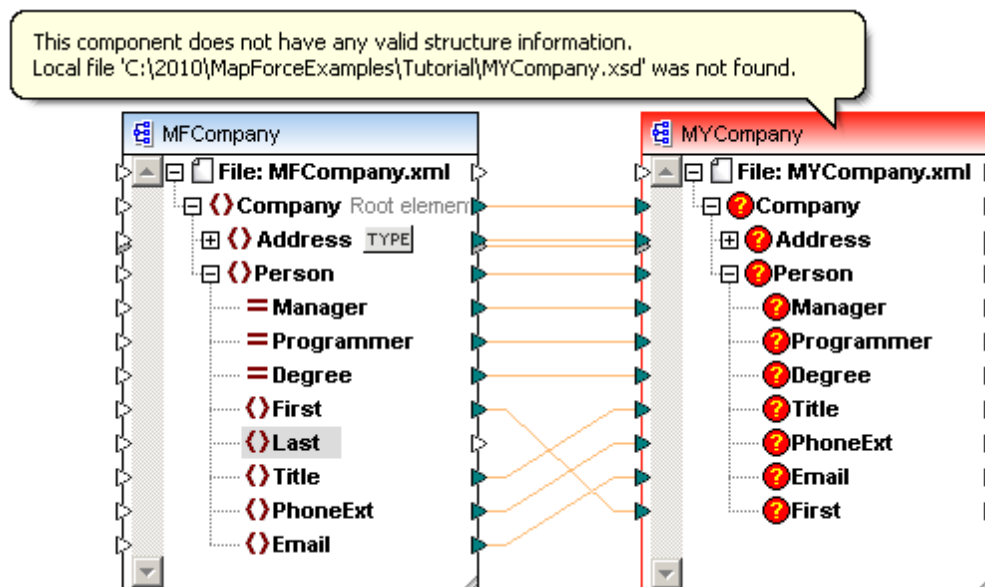 This component does not have any valid structure information.
Local file 'C:\2010\MapForceExamples\Tutorial\MYCompany.xsd' was not found.
MFCompany
File: MFCompany.xml
Company Root elemen
Address TYPE
Person
Manager
Programmer
Degree
First
Last
Title
PhoneExt
Email
MYCompany
File: MYCompany.xml
Company
Address
Person
Manager
Programmer
Degree
Title
PhoneExt
Email
First